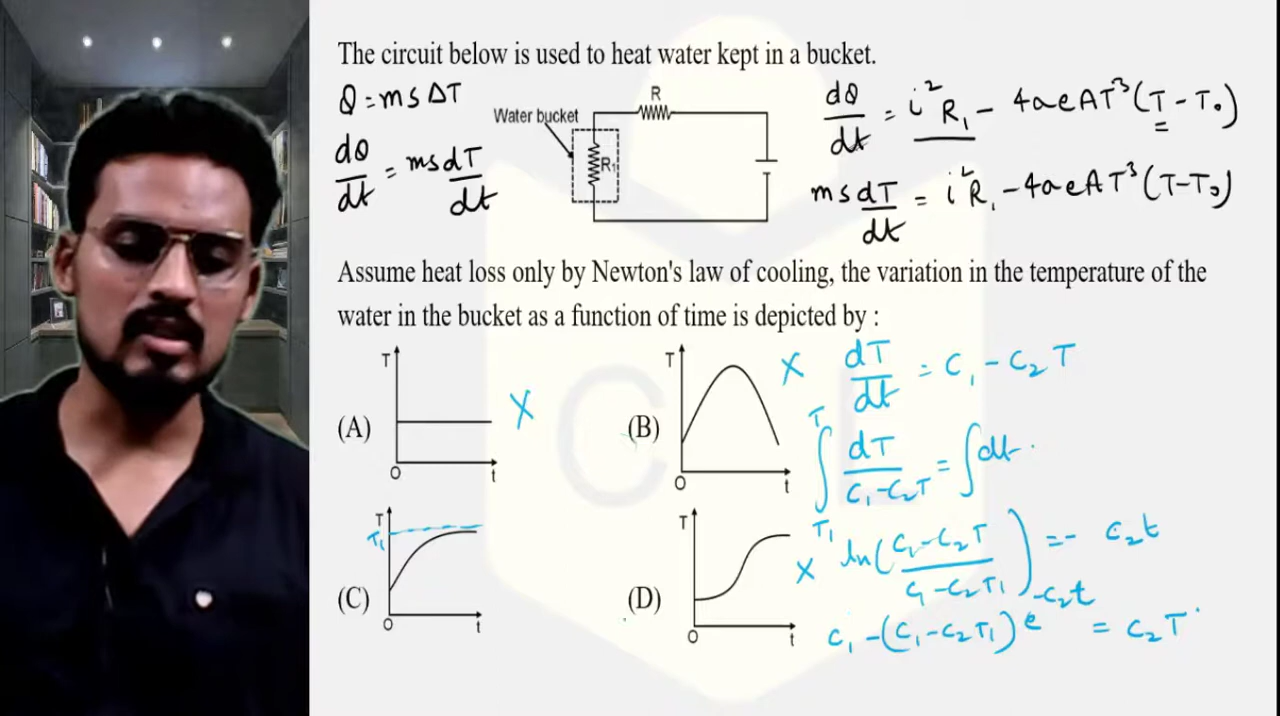 The circuit below is used to heat water kept in a bucket.
Q = ms ΔT
dQ/dt = ms dT/dt
Water bucket
R
R₁
dQ/dt = i²R₁ - 4σeAT³(T - T₀)
ms dT/dt = i²R₁ - 4σeAT³(T-T₀)
Assume heat loss only by Newton's law of cooling, the variation in the temperature of the
water in the bucket as a function of time is depicted by :
(A)
T
O
t
X
(B)
T
O
t
X
(C)
T
T₁
O
t
(D)
T
O
t
X
dT/dt = C₁ - C₂T
∫ T T₁ dT/C₁-C₂T = ∫dt.
ln(C₁-C₂T/C₁-C₂T₁) = - C₂t
C₁-(C₁-C₂T₁)e -C₂t = C₂T